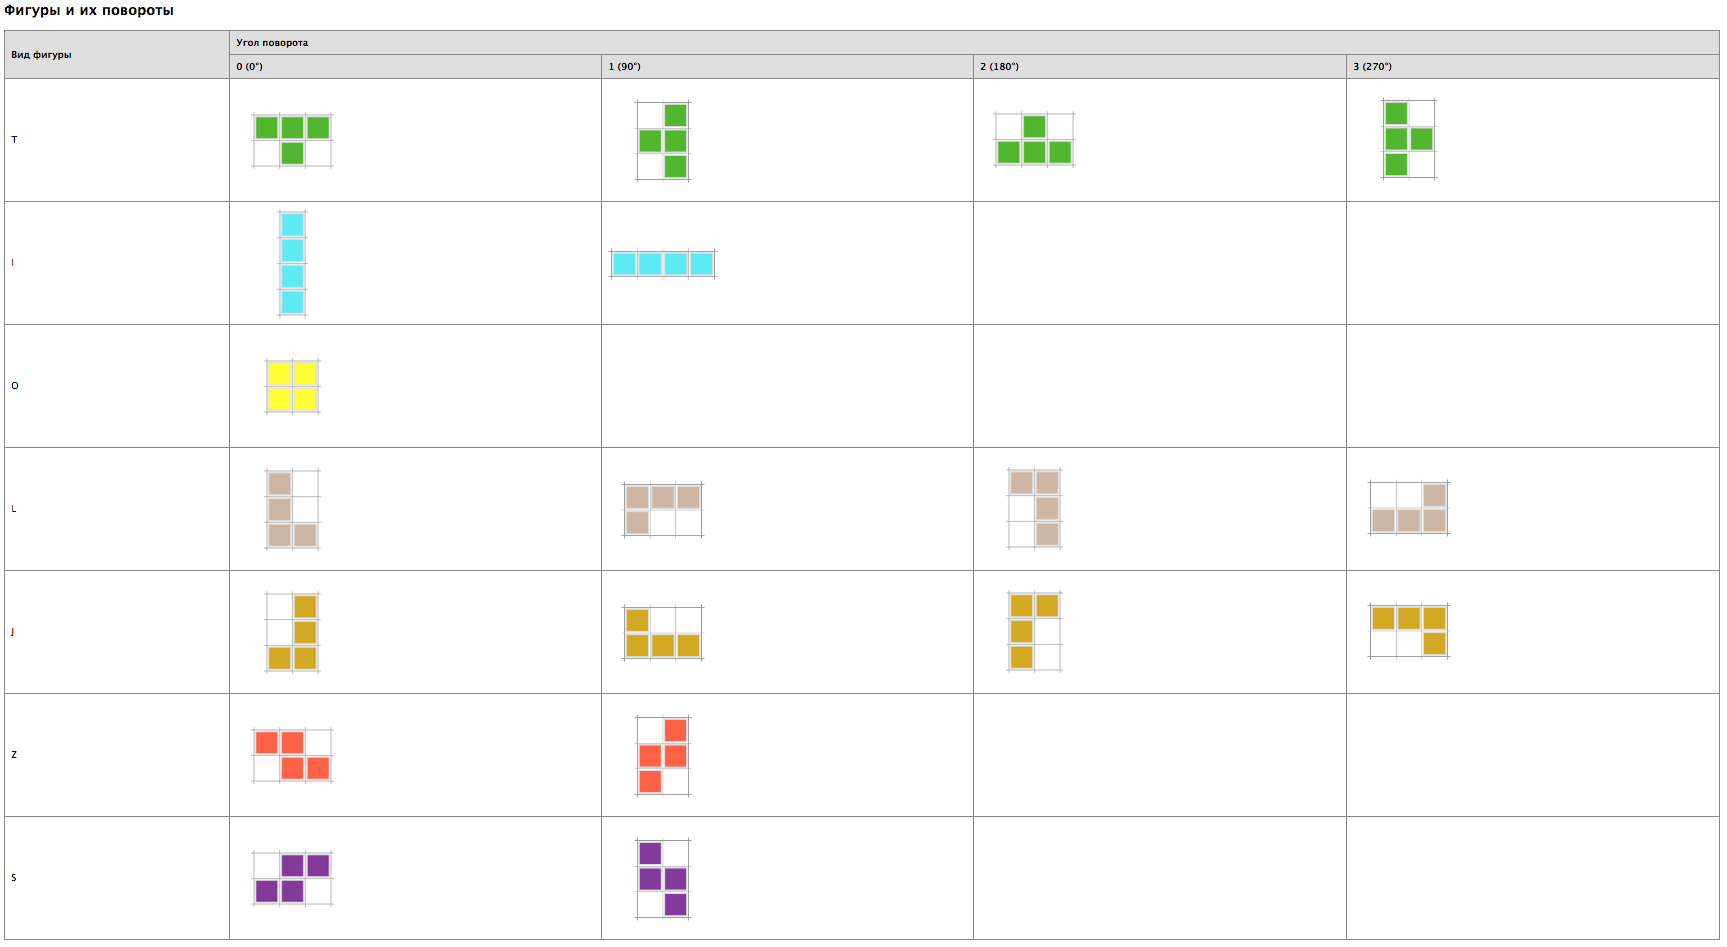 Фигуры и их повороты
Вид фигуры
Угол поворота
0 (0°)
1 (90°)
2 (180°)
3 (270°)
T
I
O
L
J
Z
S